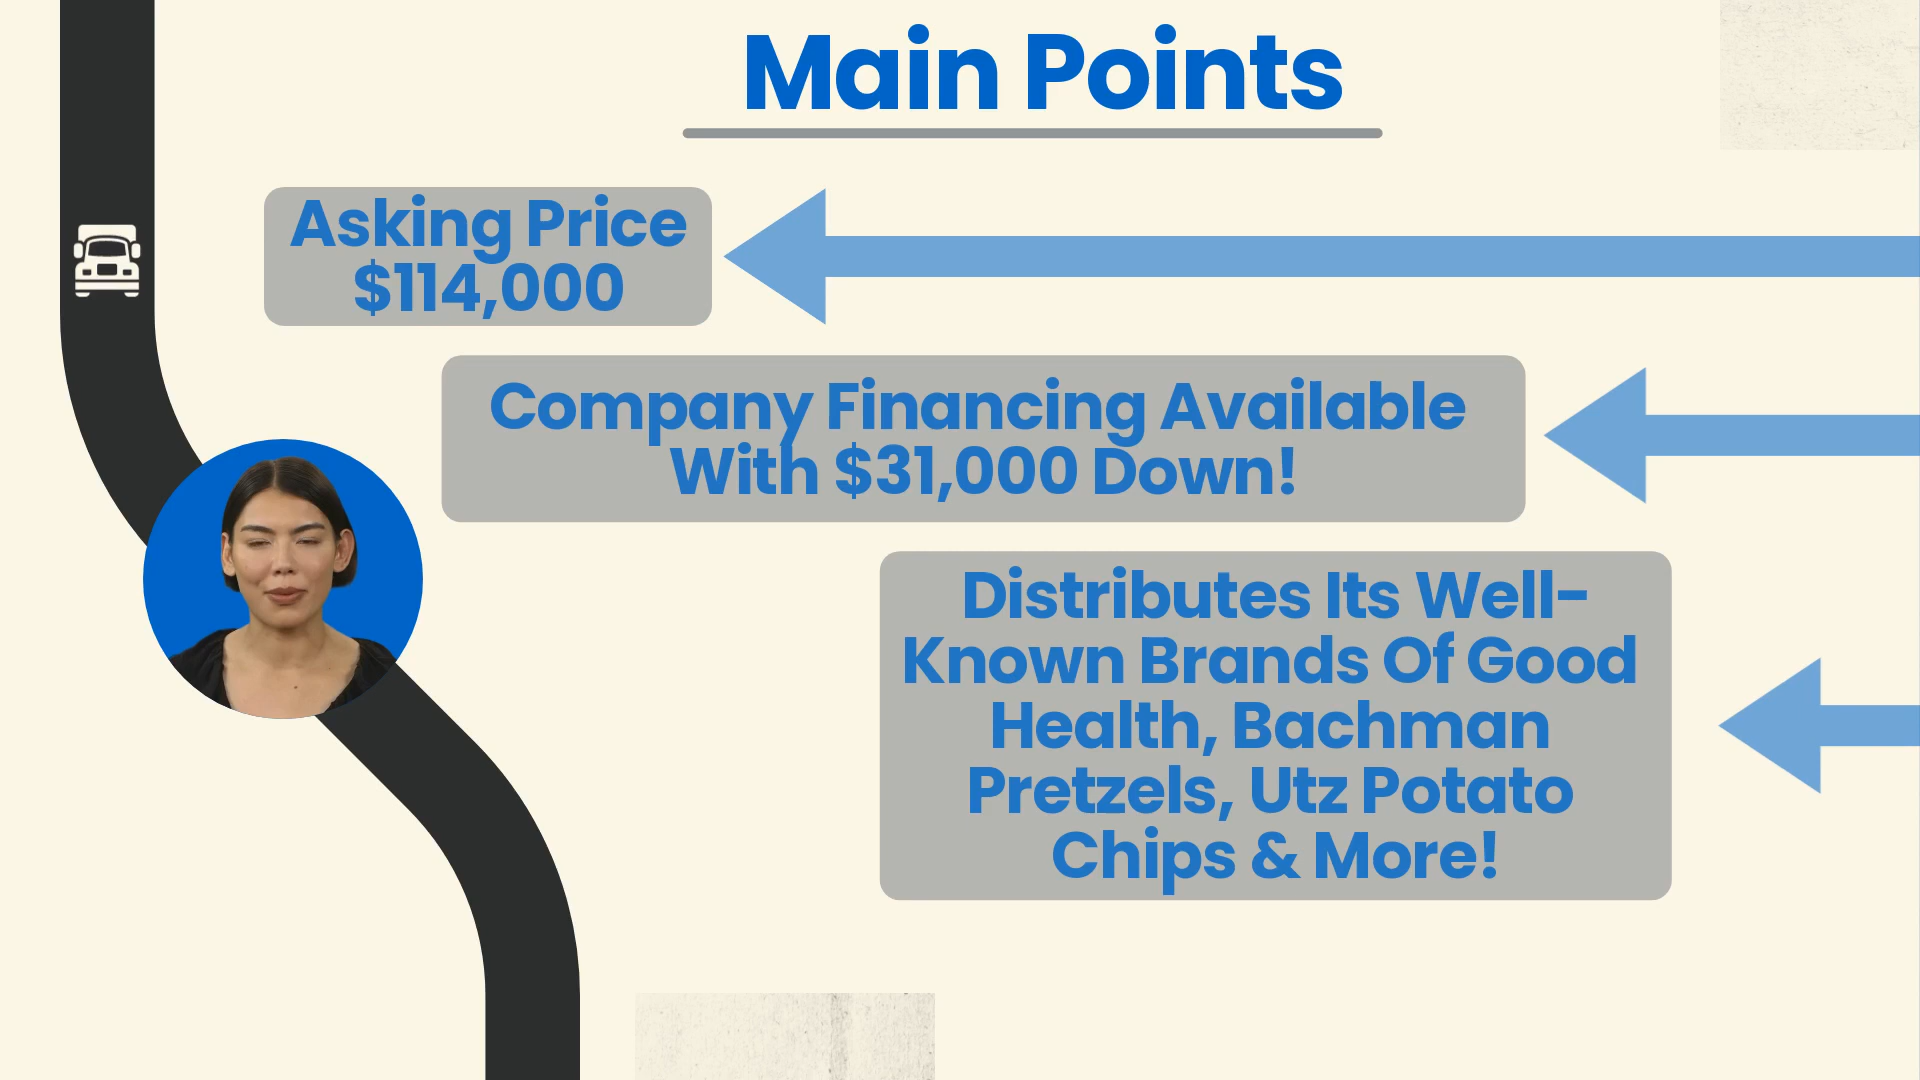 Main Points
Asking Price
$114,000
Company Financing Available
With $31,000 Down!
Distributes Its Well-
Known Brands Of Good
Health, Bachman
Pretzels, Utz Potato
Chips & More!